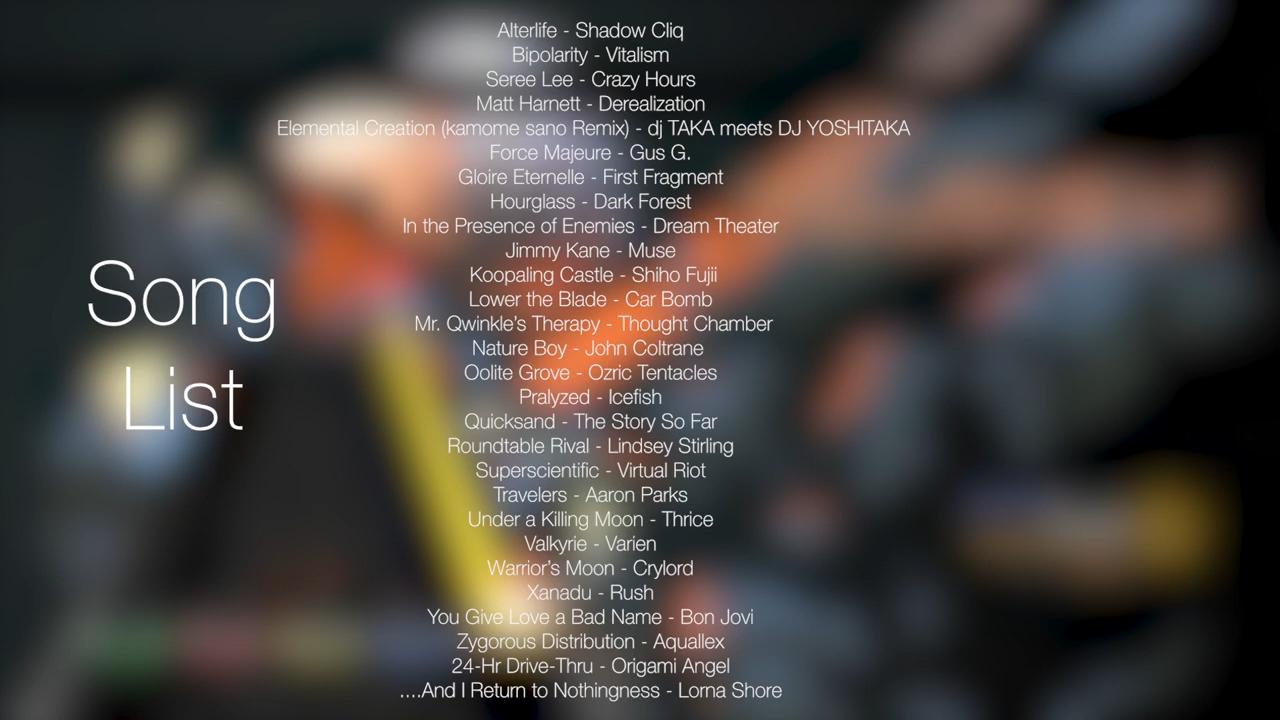 Song
List
Alterlife - Shadow Cliq
Bipolarity - Vitalism
Seree Lee - Crazy Hours
Matt Harnett - Derealization
Elemental Creation (kamome sano Remix) - dj TAKA meets DJ YOSHITAKA
Force Majeure - Gus G.
Gloire Eternelle - First Fragment
Hourglass - Dark Forest
In the Presence of Enemies - Dream Theater
Jimmy Kane - Muse
Koopaling Castle - Shiho Fujii
Lower the Blade - Car Bomb
Mr. Qwinkle's Therapy - Thought Chamber
Nature Boy - John Coltrane
Oolite Grove - Ozric Tentacles
Pralyzed - Icefish
Quicksand - The Story So Far
Roundtable Rival - Lindsey Stirling
Superscientific - Virtual Riot
Travelers - Aaron Parks
Under a Killing Moon - Thrice
Valkyrie - Varien
Warrior's Moon - Crylord
Xanadu - Rush
You Give Love a Bad Name - Bon Jovi
Zygorous Distribution - Aquallex
24-Hr Drive-Thru - Origami Angel
....And I Return to Nothingness - Lorna Shore